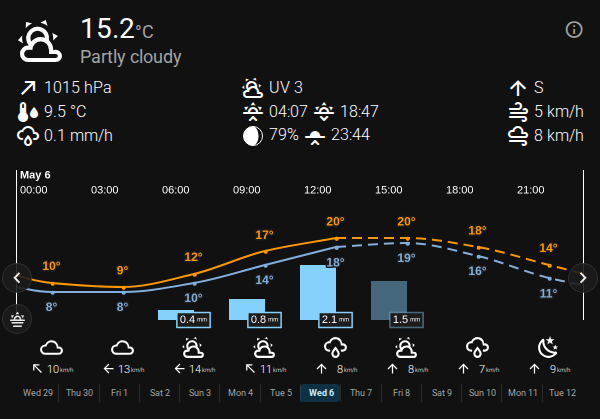 15.2°C
Partly cloudy
1015 hPa UV 3 S
9.5 °C 04:07 18:47 5 km/h
0.1 mm/h 79% 23:44 8 km/h
May 6
00:00 03:00 06:00 09:00 12:00 15:00 18:00 21:00
10° 9° 12° 17° 20° 20° 18° 14°
8° 8° 10° 14° 18° 19° 16° 11°
0.4 mm 0.8 mm 2.1 mm 1.5 mm
10 km/h 13 km/h 14 km/h 11 km/h 8 km/h 8 km/h 7 km/h 9 km/h
Wed 29 Thu 30 Fri 1 Sat 2 Sun 3 Mon 4 Tue 5 Wed 6 Thu 7 Fri 8 Sat 9 Sun 10 Mon 11 Tue 12